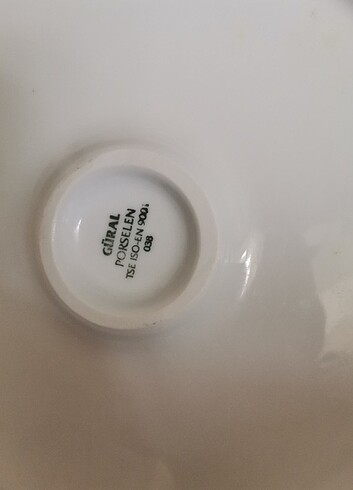 GÜRAL
PORSELEN
TSE ISO-EN 9001
038